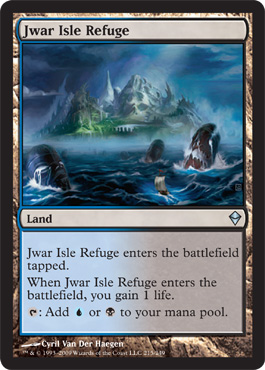 Jwar Isle Refuge
Land
Jwar Isle Refuge enters the battlefield
tapped.
When Jwar Isle Refuge enters the
battlefield, you gain 1 life.
: Add or to your mana pool.
Cyril Van Der Haegen
™ & © 1993-2009 Wizards of the Coast LLC 215/249